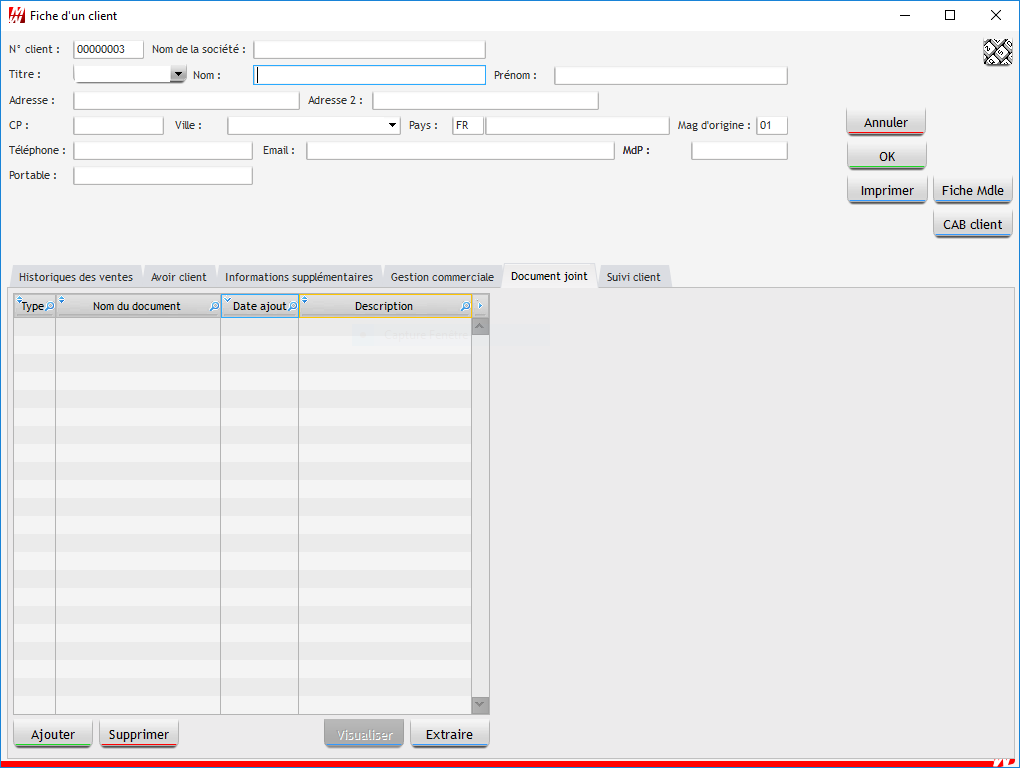 Fiche d'un client
N° client : 00000003 Nom de la société :
Titre : Nom : Prénom :
Adresse : Adresse 2 :
CP : Ville : Pays : FR Mag d'origine : 01
Annuler
Téléphone : Email : MdP :
OK
Portable :
Imprimer Fiche Mdle
CAB client
Historiques des ventes Avoir client Informations supplémentaires Gestion commerciale Document joint Suivi client
Type Nom du document Date ajout Description
Ajouter Supprimer Visualiser Extraire